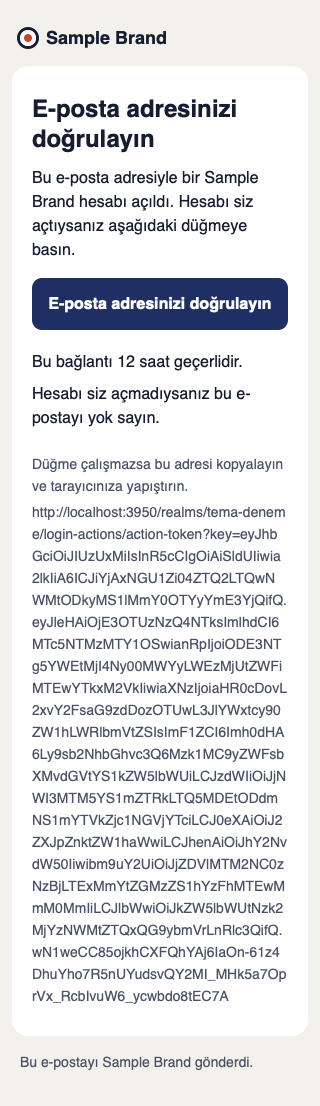 Sample Brand
E-posta adresinizi
doğrulayın
Bu e-posta adresiyle bir Sample
Brand hesabı açıldı. Hesabı siz
açtıysanız aşağıdaki düğmeye
basın.
E-posta adresinizi doğrulayın
Bu bağlantı 12 saat geçerlidir.
Hesabı siz açmadıysanız bu e-
postayı yok sayın.
Düğme çalışmazsa bu adresi kopyalayın
ve tarayıcınıza yapıştırın.
http://localhost:3950/realms/tema-denem
e/login-actions/action-token?key=eyJhb
GciOiJIUzUxMiIsInR5cCIgOiAiSldUIiwia
2lkIiA6ICJiYjAxNGU1Zi04ZTQ2LTQwN
WMtODkyMS1lMmY0OTYyYmE3YjQifQ.
eyJleHAiOjE3OTUzNzQ4NTksImlhdCI6
MTc5NTMzMTY1OSwianRpIjoiODE3NT
g5YWEtMjI4Ny00MWYyLWEzMjUtZWFi
MTEwYTkxM2VkIiwiaXNzIjoiaHR0cDovL
2xvY2FsaG9zdDozOTUwL3JlYWxtcy90
ZW1hLWRlbmVtZSIsImF1ZCI6Imh0dHA
6Ly9sb2NhbGhvc3Q6Mzk1MC9yZWFsb
XMvdGVtYS1kZW5lbWUiLCJzdWIiOiJjN
WI3MTM5YS1mZTRkLTQ5MDEtODdm
NS1mYTVkZjc1NGVjYTciLCJ0eXAiOiJ2
ZXJpZnktZW1haWwiLCJhenAiOiJhY2Nv
dW50Iiwibm9uY2UiOiJjZDVlMTM2NC0z
NzBjLTExMmYtZGMzZS1hYzFhMTEwM
mM0MmIiLCJlbWwiOiJkZW5lbWUtNzk2
MjYzNWMtZTQxQG9ybmVrLnRlc3QifQ.
wN1weCC85ojkhCXFQhYAj6IaOn-61z4
DhuYho7R5nUYudsvQY2MI_MHk5a7Op
rVx_RcbIvuW6_ycwbdo8tEC7A
Bu e-postayı Sample Brand gönderdi.